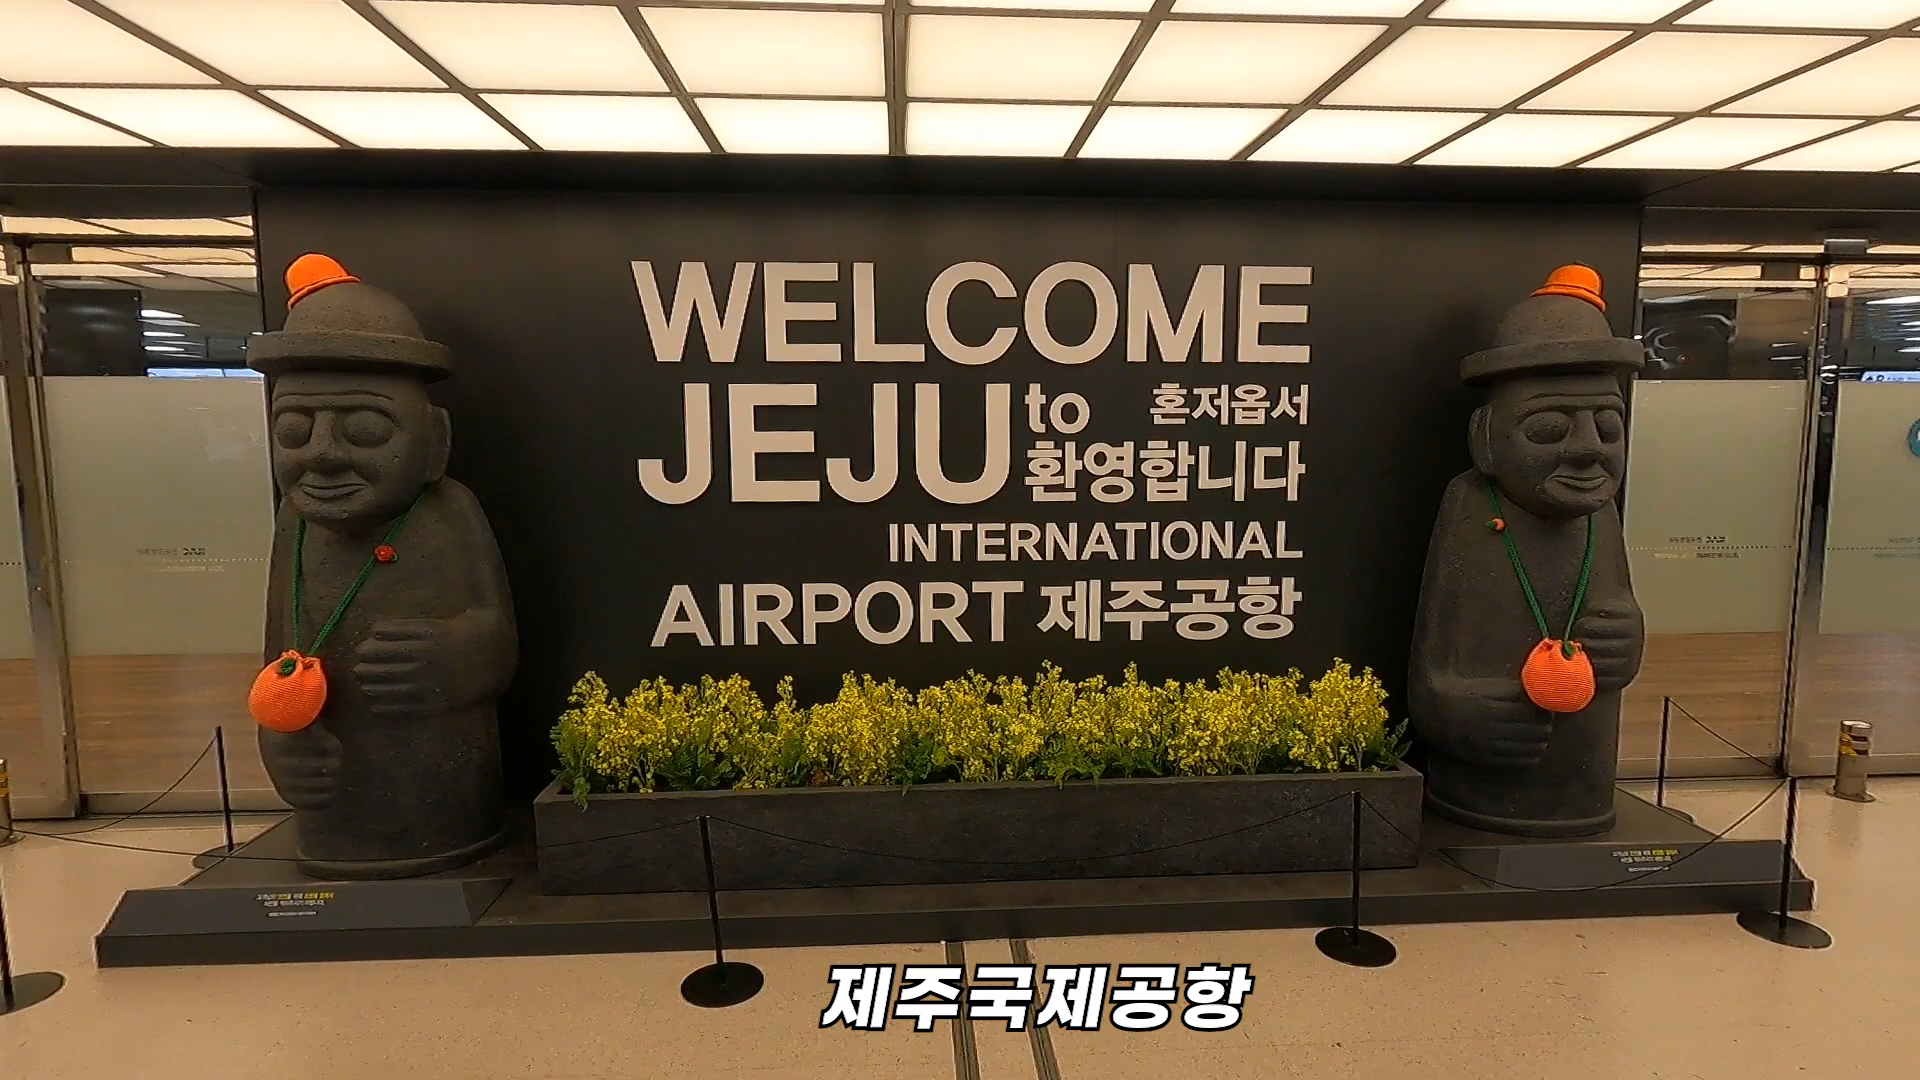 WELCOME
JEJU to 혼저옵서
환영합니다
INTERNATIONAL
AIRPORT 제주공항
제주국제공항